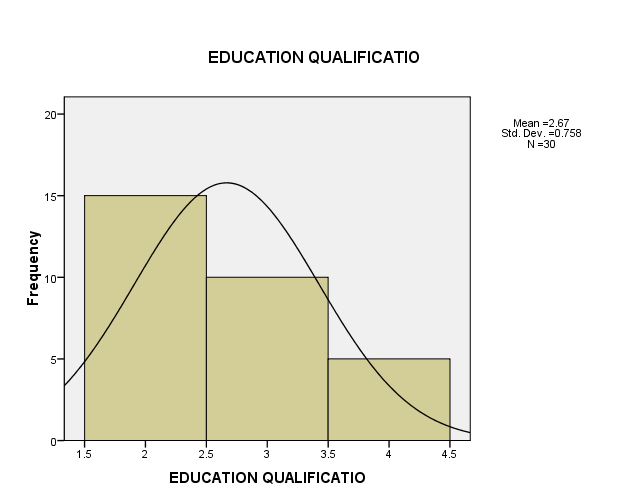 EDUCATION QUALIFICATIO
Mean =2.67
Std. Dev. =0.758
N =30
20
15
10
5
0
Frequency
1.5 2 2.5 3 3.5 4 4.5
EDUCATION QUALIFICATIO